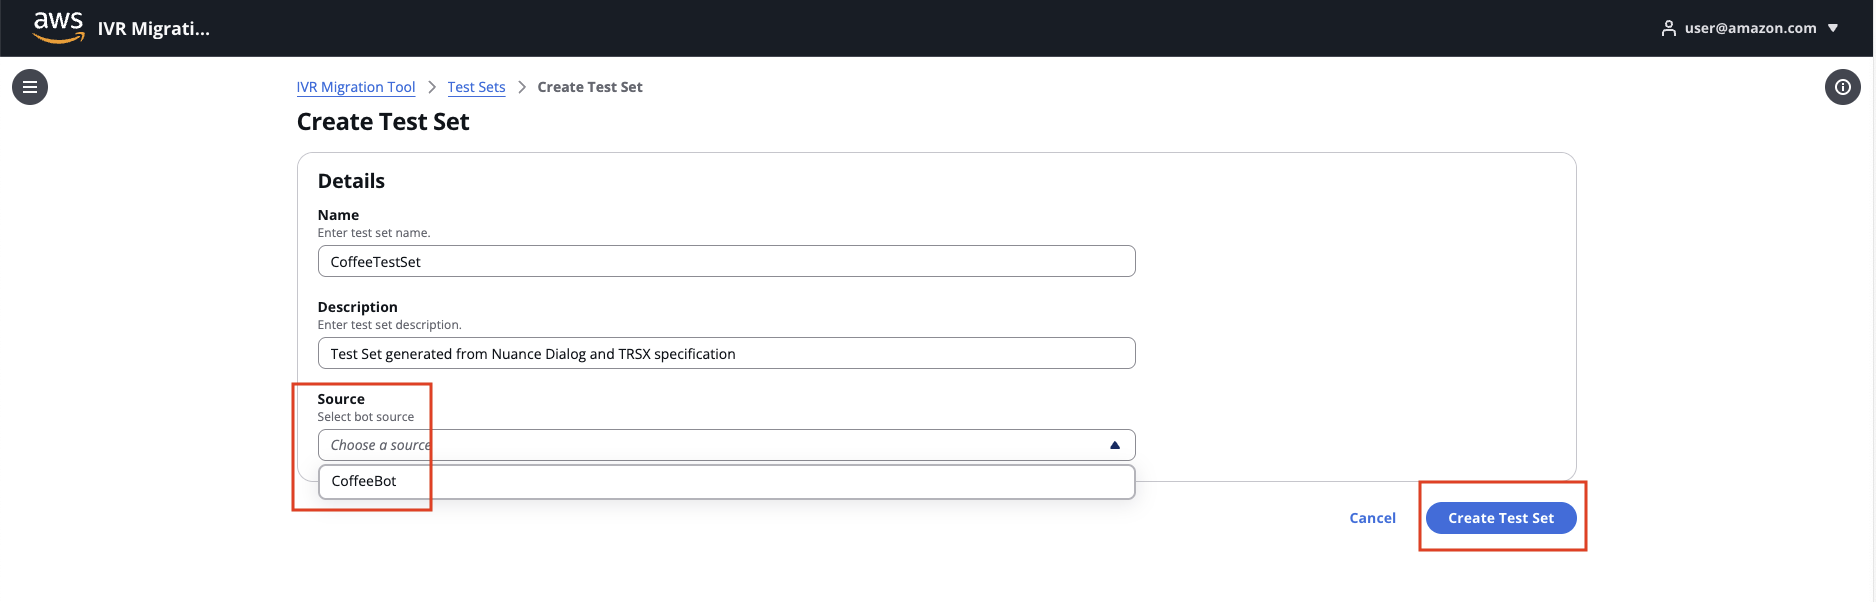 aws IVR Migrati... user@amazon.com
IVR Migration Tool > Test Sets > Create Test Set
Create Test Set
Details
Name
Enter test set name.
CoffeeTestSet
Description
Enter test set description.
Test Set generated from Nuance Dialog and TRSX specification
Source
Select bot source
Choose a source
CoffeeBot
Cancel Create Test Set